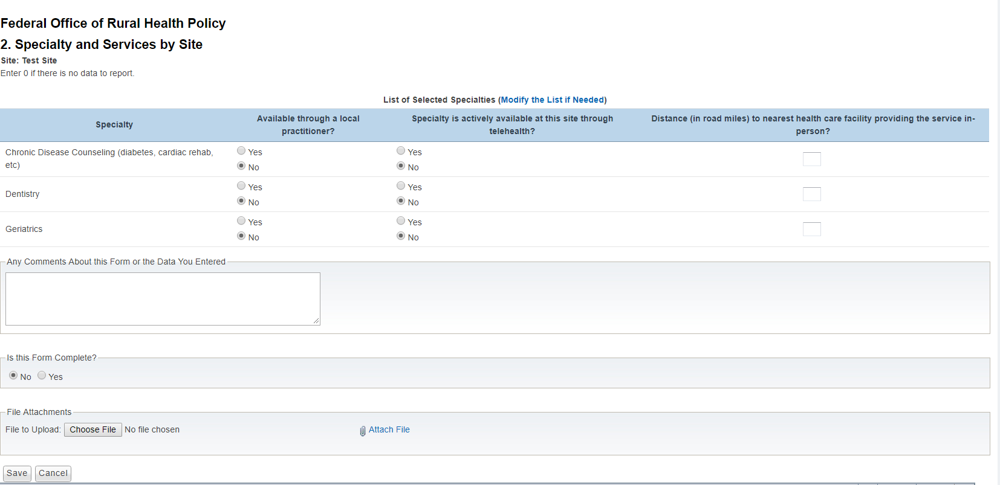 Federal Office of Rural Health Policy
2. Specialty and Services by Site
Site: Test Site
Enter 0 if there is no data to report.
List of Selected Specialties (Modify the List if Needed)
Specialty
Available through a local
practitioner?
Specialty is actively available at this site through
telehealth?
Distance (in road miles) to nearest health care facility providing the service in-
person?
Chronic Disease Counseling (diabetes, cardiac rehab,
etc)
Yes
No
Yes
No
Dentistry
Yes
No
Yes
No
Geriatrics
Yes
No
Yes
No
Any Comments About this Form or the Data You Entered
Is this Form Complete?
No Yes
File Attachments
File to Upload: Choose File No file chosen
Attach File
Save Cancel